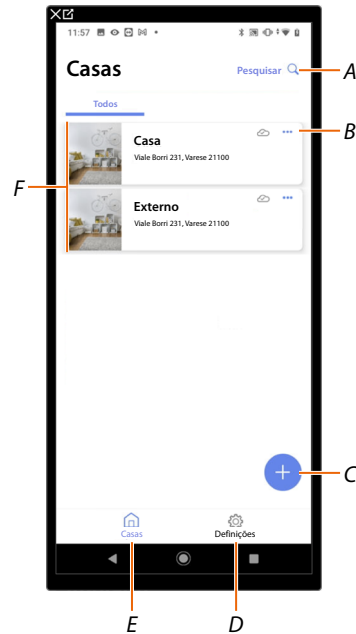 11:57
Casas
Pesquisar
A
Todos
B
Casa
Viale Borri 231, Varese 21100
F
Externo
Viale Borri 231, Varese 21100
C
Casas
Definições
E
D